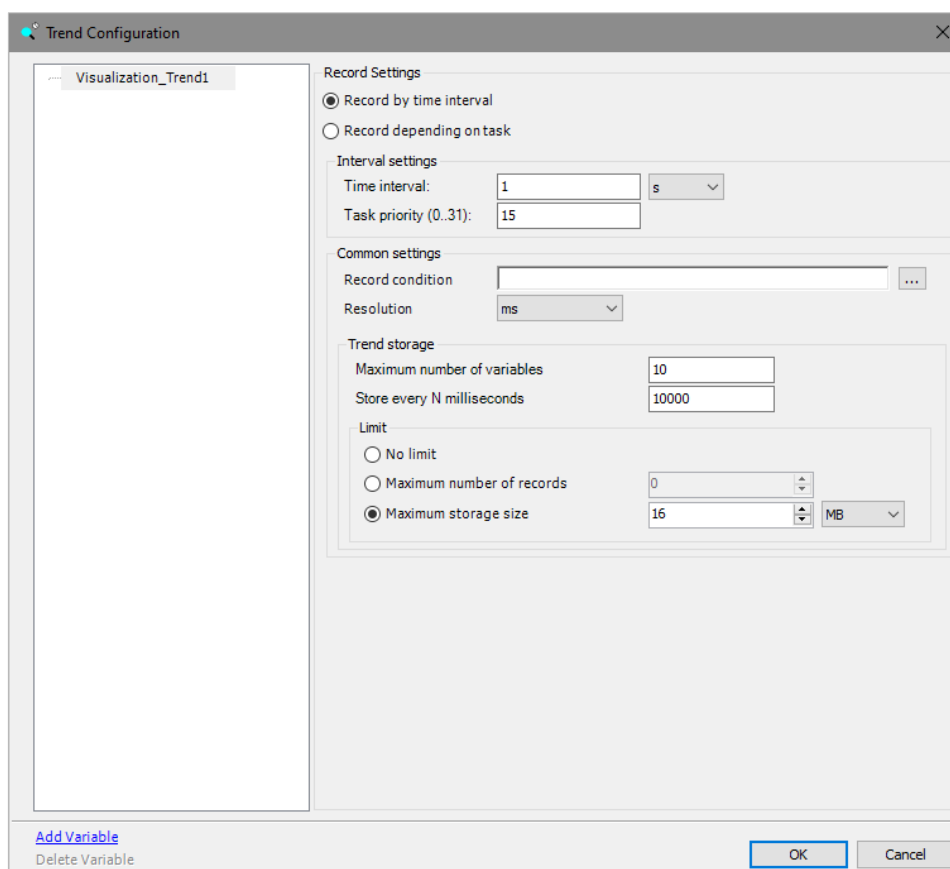 Trend Configuration
Visualization_Trend1
Record Settings
Record by time interval
Record depending on task
Interval settings
Time interval: 1 s
Task priority (0..31): 15
Common settings
Record condition ...
Resolution ms
Trend storage
Maximum number of variables 10
Store every N milliseconds 10000
Limit
No limit
Maximum number of records 0
Maximum storage size 16 MB
Add Variable
Delete Variable
OK Cancel